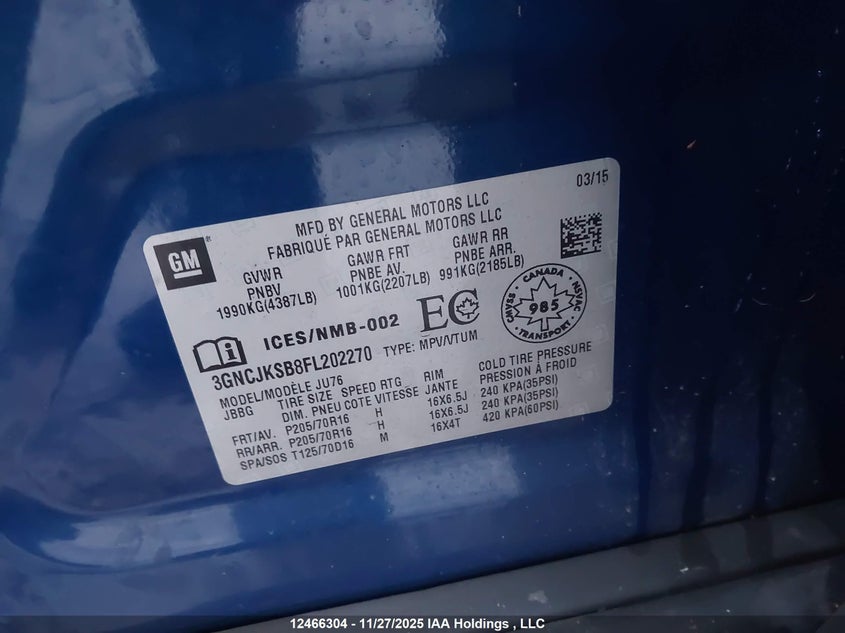 03/15
MFD BY GENERAL MOTORS LLC
FABRIQUÉ PAR GENERAL MOTORS LLC
GM®
GVWR GAWR FRT GAWR RR
PNBV PNBE AV. PNBE ARR.
1990KG(4387LB) 1001KG(2207LB) 991KG(2185LB)
ICES/NMB-002 EC
CANADA
CMVSS 985 NSVAC
TRANSPORT
3GNCJKSB8FL202270 TYPE: MPV/VTUM
MODEL/MODÈLE JU76
JBBG TIRE SIZE SPEED RTG RIM COLD TIRE PRESSURE
DIM. PNEU COTE VITESSE JANTE PRESSION À FROID
FRT/AV. P205/70R16 H 16X6.5J 240 KPA(35PSI)
RR/ARR. P205/70R16 H 16X6.5J 240 KPA(35PSI)
SPA/SOS T125/70D16 M 16X4T 420 KPA(60PSI)
12466304 - 11/27/2025 IAA Holdings , LLC